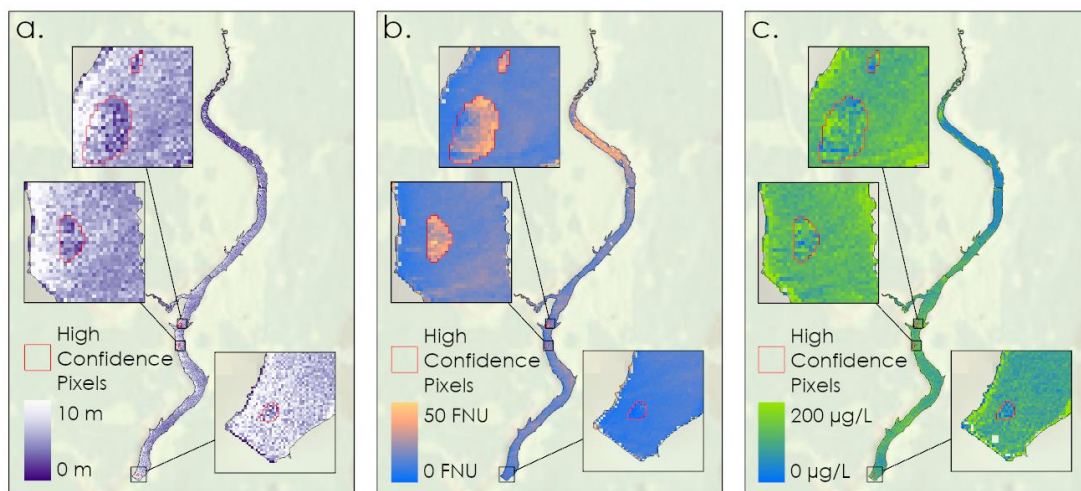 a.
High
Confidence
Pixels
10 m
0 m
b.
High
Confidence
Pixels
50 FNU
0 FNU
c.
High
Confidence
Pixels
200 µg/L
0 µg/L